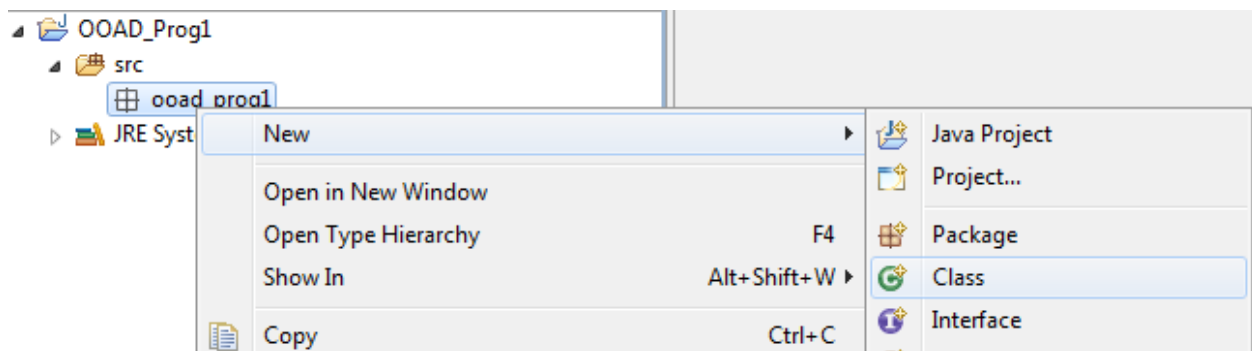 OOAD_Prog1
src
ooad_prog1
JRE Syst
New
Open in New Window
Open Type Hierarchy F4
Show In Alt+Shift+W
Copy Ctrl+C
Java Project
Project...
Package
Class
Interface